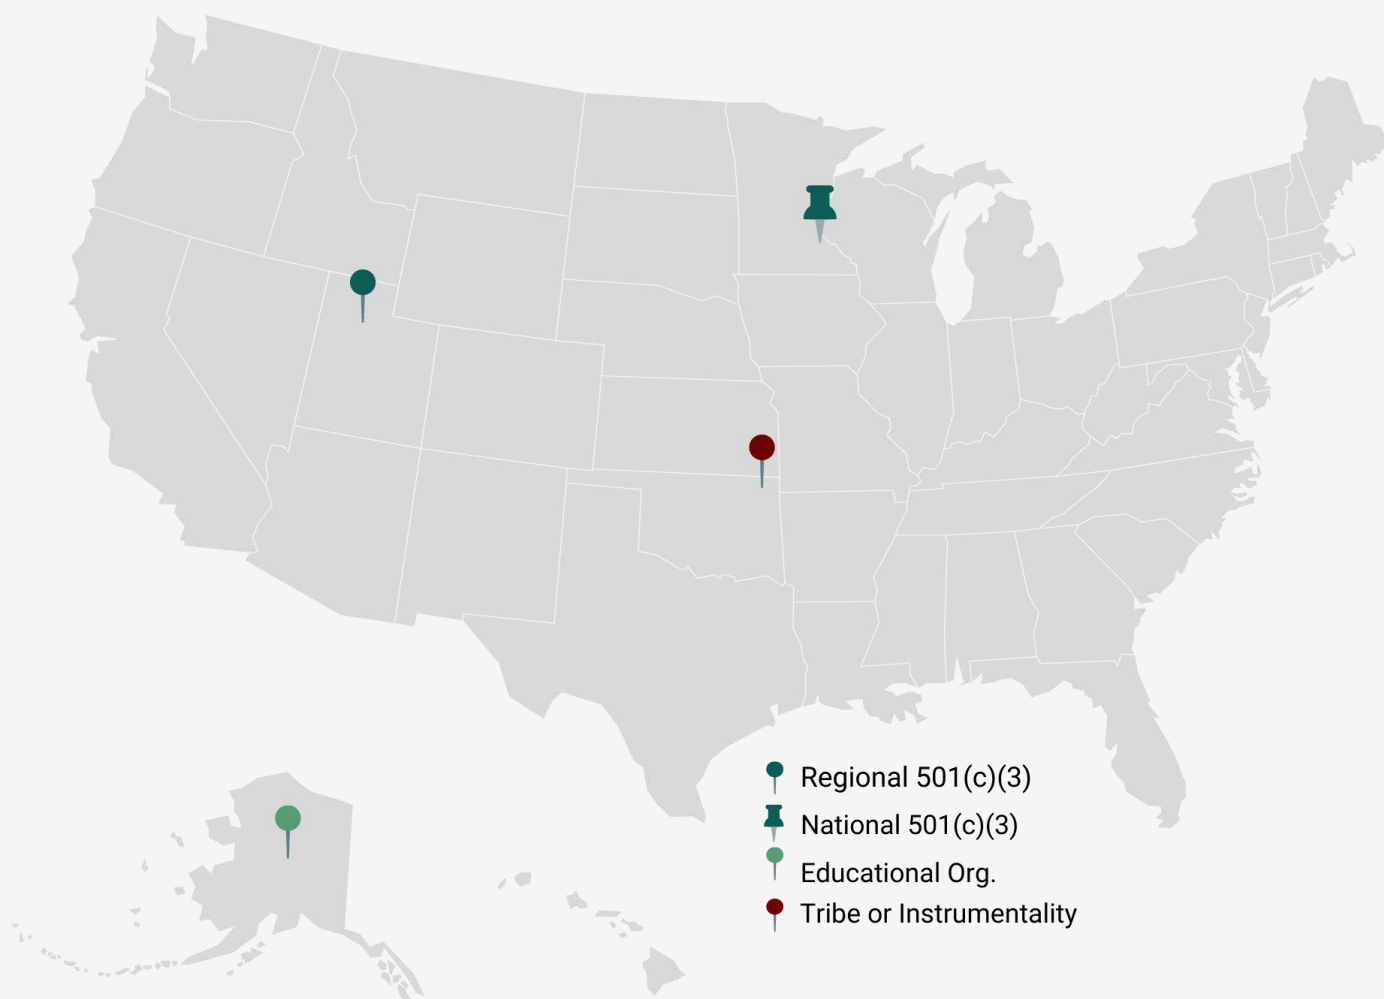 Regional 501(c)(3)
National 501(c)(3)
Educational Org.
Tribe or Instrumentality